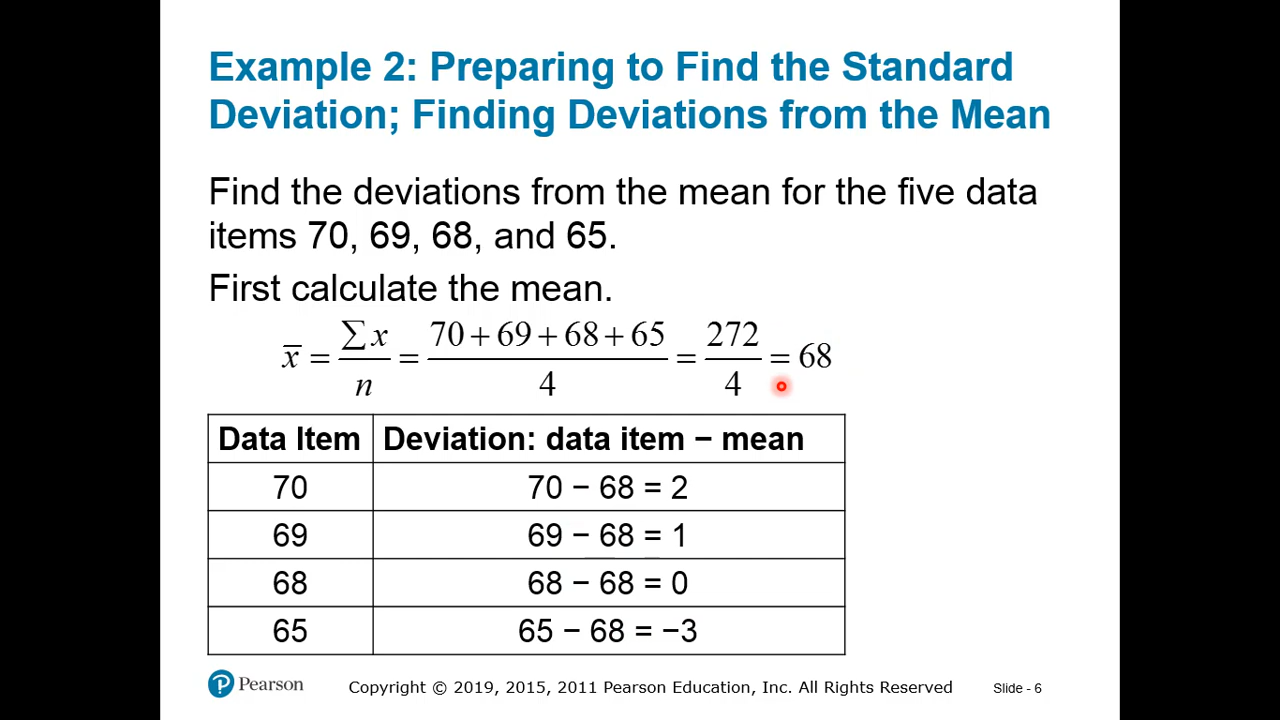 Example 2: Preparing to Find the Standard
Deviation; Finding Deviations from the Mean
Find the deviations from the mean for the five data
items 70, 69, 68, and 65.
First calculate the mean.
x̄ = ∑x/n = (70 + 69 + 68 + 65)/4 = 272/4 = 68
Data Item Deviation: data item − mean
70 70 − 68 = 2
69 69 − 68 = 1
68 68 − 68 = 0
65 65 − 68 = −3
Pearson Copyright © 2019, 2015, 2011 Pearson Education, Inc. All Rights Reserved Slide - 6